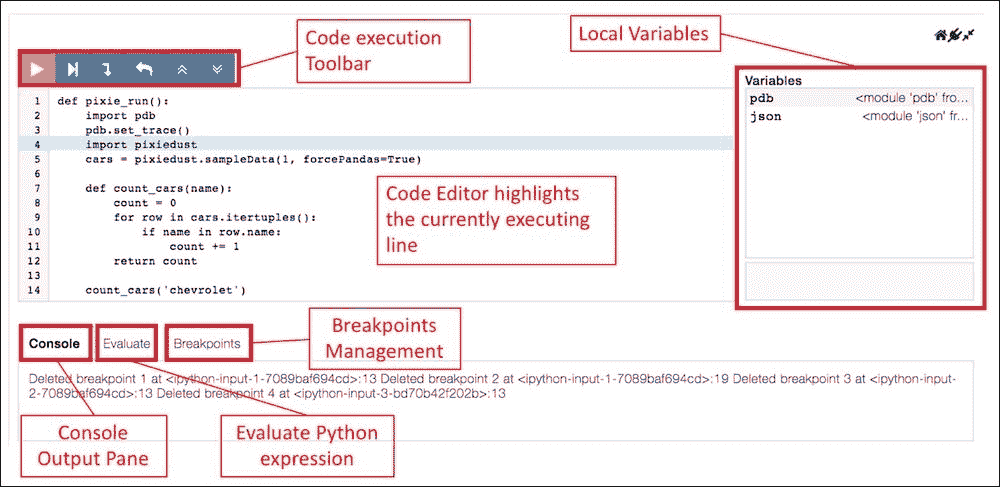 Code execution
Toolbar
Local Variables
1 def pixie_run():
2     import pdb
3     pdb.set_trace()
4     import pixiedust
5     cars = pixiedust.sampleData(1, forcePandas=True)
6
7     def count_cars(name):
8         count = 0
9         for row in cars.itertuples():
10             if name in row.name:
11                 count += 1
12         return count
13
14     count_cars('chevrolet')
Code Editor highlights
the currently executing
line
Variables
pdb <module 'pdb' fro...
json <module 'json' fr...
Console Evaluate Breakpoints
Breakpoints
Management
Deleted breakpoint 1 at <ipython-input-1-7089baf694cd>:13 Deleted breakpoint 2 at <ipython-input-1-7089baf694cd>:19 Deleted breakpoint 3 at <ipython-input-
2-7089baf694cd>:13 Deleted breakpoint 4 at <ipython-input-3-bd70b42f202b>:13
Console
Output Pane
Evaluate Python
expression